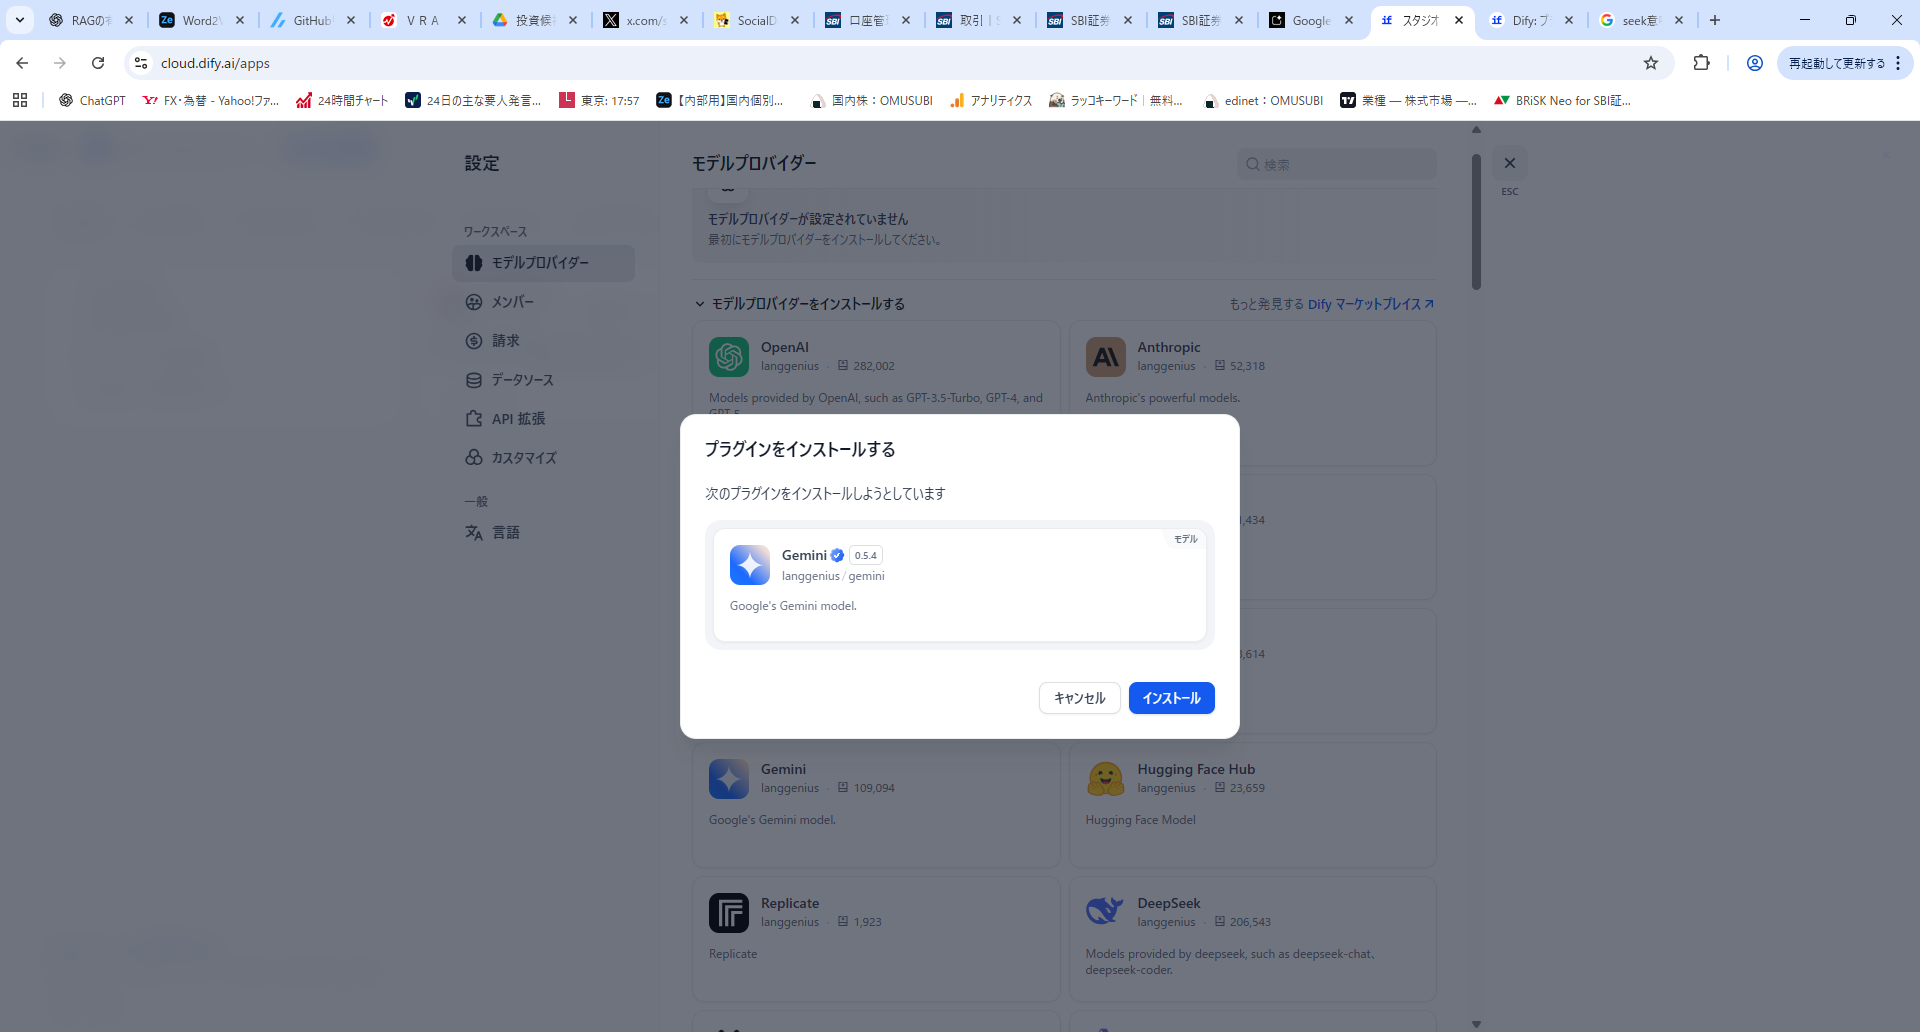 RAGの
Word2
GitHub
ＶＲＡ
投資候
x.com/s
SocialD
口座管
取引 | S
SBI証券
SBI証券
Google
スタジオ
Dify: プ
seek意
cloud.dify.ai/apps
再起動して更新する
ChatGPT
FX・為替 - Yahoo!ファ...
24時間チャート
24日の主な要人発言...
東京: 17:57
【内部用】国内個別...
国内株：OMUSUBI
アナリティクス
ラッコキーワード｜無料...
edinet：OMUSUBI
業種 — 株式市場 —...
BRiSK Neo for SBI証...
設定
モデルプロバイダー
検索
ESC
モデルプロバイダーが設定されていません
最初にモデルプロバイダーをインストールしてください。
ワークスペース
モデルプロバイダー
メンバー
請求
データソース
API 拡張
カスタマイズ
一般
言語
モデルプロバイダーをインストールする
もっと発見する Dify マーケットプレイス
OpenAI
langgenius · 282,002
Models provided by OpenAI, such as GPT-3.5-Turbo, GPT-4, and
Anthropic
langgenius · 52,318
Anthropic's powerful models.
プラグインをインストールする
次のプラグインをインストールしようとしています
モデル
Gemini 0.5.4
langgenius / gemini
Google's Gemini model.
キャンセル
インストール
,434
,614
Gemini
langgenius · 109,094
Google's Gemini model.
Hugging Face Hub
langgenius · 23,659
Hugging Face Model
Replicate
langgenius · 1,923
Replicate
DeepSeek
langgenius · 206,543
Models provided by deepseek, such as deepseek-chat、
deepseek-coder.